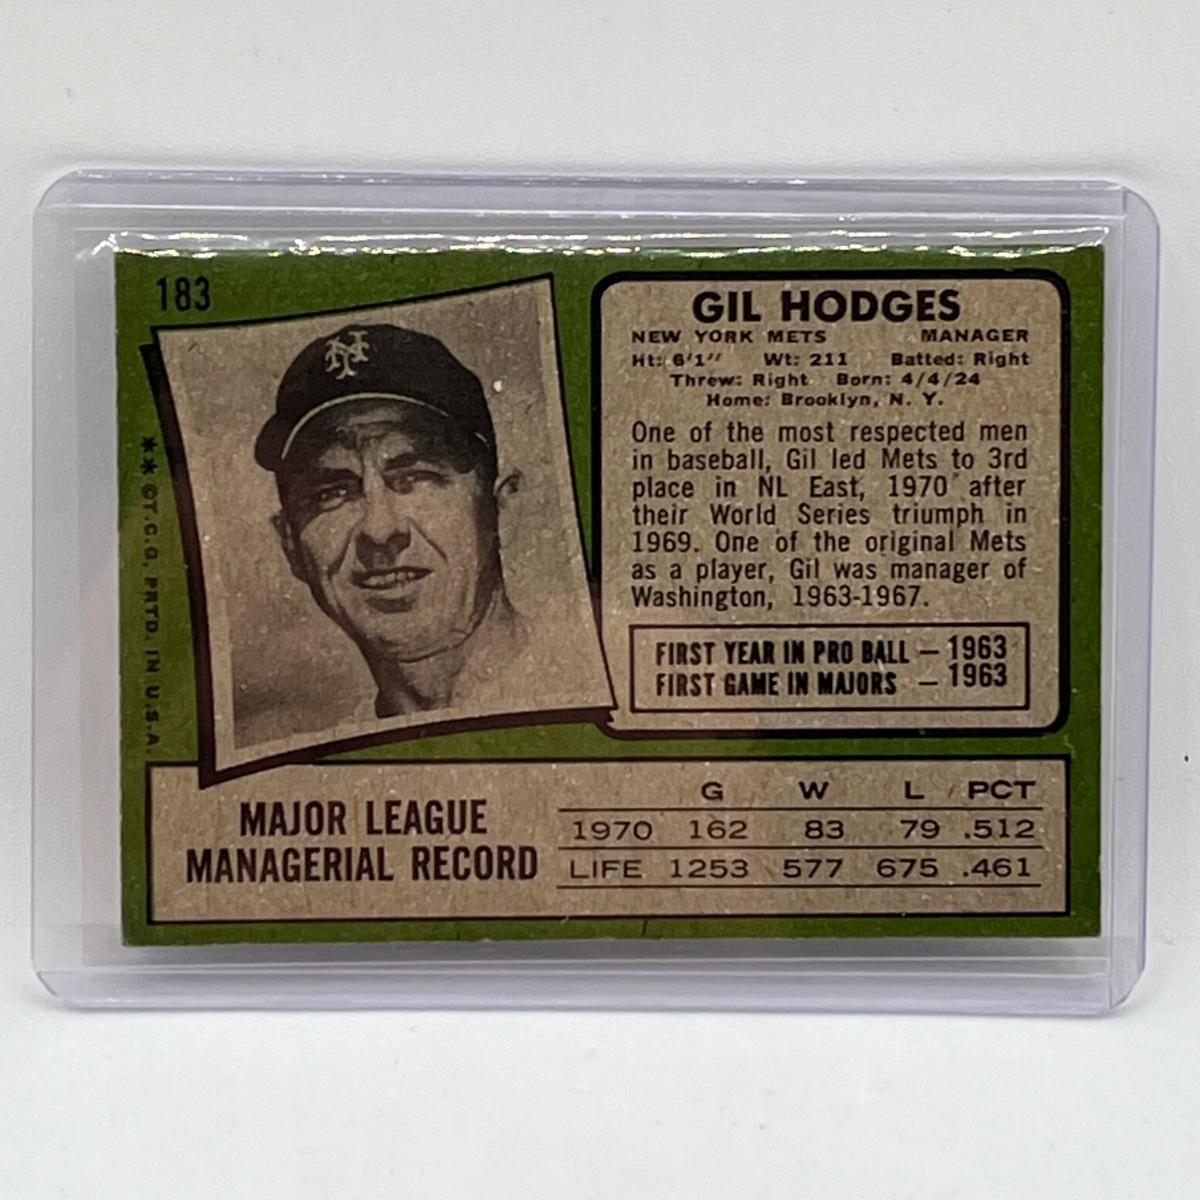 183
NY
** ©T.C.G. PRTD. IN U.S.A.
GIL HODGES
NEW YORK METS MANAGER
Ht: 6'1" Wt: 211 Batted: Right
Threw: Right Born: 4/4/24
Home: Brooklyn, N. Y.
One of the most respected men
in baseball, Gil led Mets to 3rd
place in NL East, 1970 after
their World Series triumph in
1969. One of the original Mets
as a player, Gil was manager of
Washington, 1963-1967.
FIRST YEAR IN PRO BALL — 1963
FIRST GAME IN MAJORS — 1963
MAJOR LEAGUE
MANAGERIAL RECORD
G W L PCT
1970 162 83 79 .512
LIFE 1253 577 675 .461